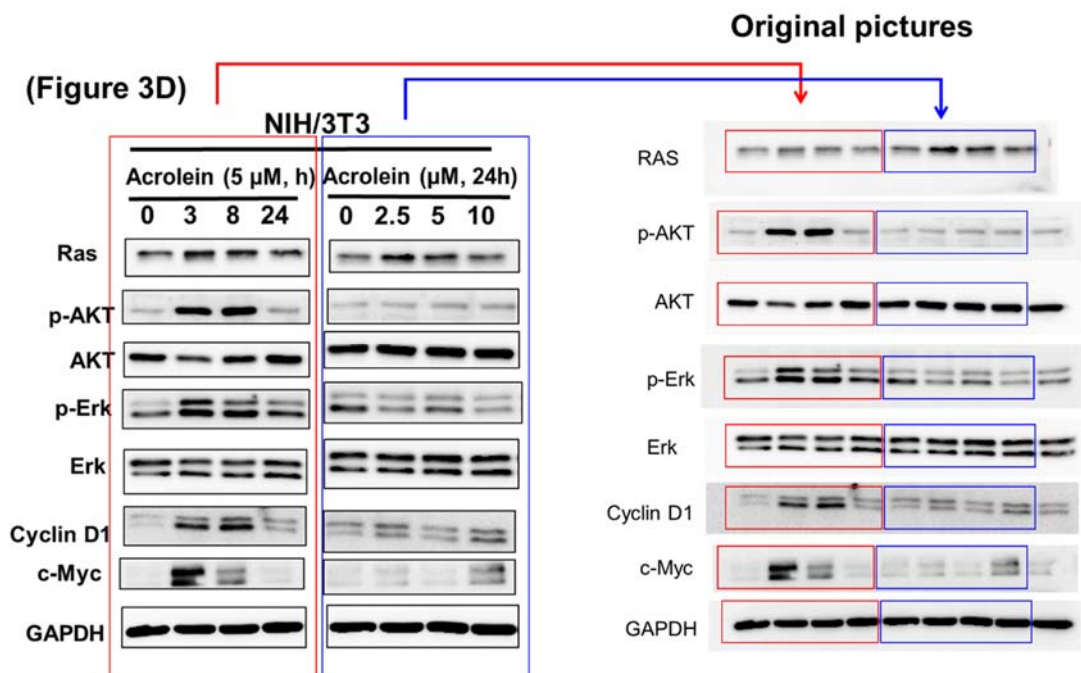 Original pictures
(Figure 3D)
NIH/3T3
Acrolein (5 μM, h) Acrolein (μM, 24h)
0 3 8 24 0 2.5 5 10
Ras
p-AKT
AKT
p-Erk
Erk
Cyclin D1
c-Myc
GAPDH
RAS
p-AKT
AKT
p-Erk
Erk
Cyclin D1
c-Myc
GAPDH